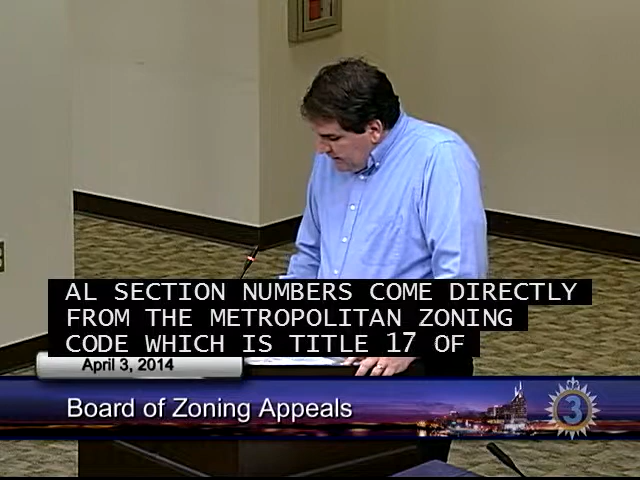 AL SECTION NUMBERS COME DIRECTLY
FROM THE METROPOLITAN ZONING
CODE WHICH IS TITLE 17 OF
April 3, 2014
Board of Zoning Appeals
3